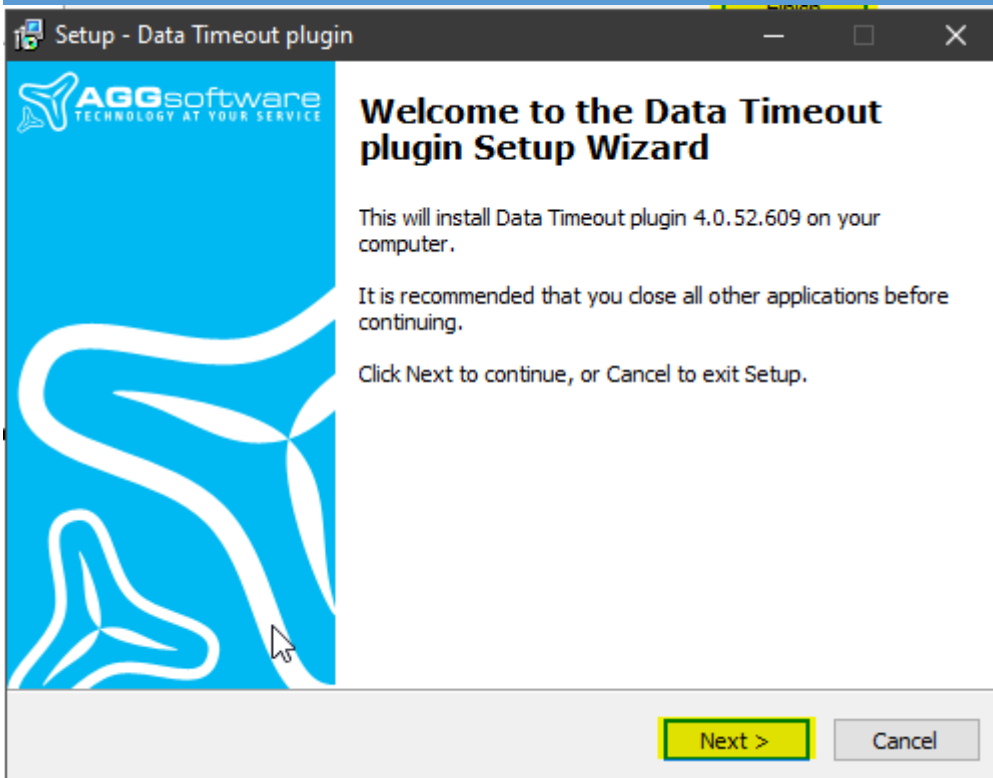 Finish
Setup - Data Timeout plugin
AGGsoftware
TECHNOLOGY AT YOUR SERVICE
Welcome to the Data Timeout
plugin Setup Wizard
This will install Data Timeout plugin 4.0.52.609 on your
computer.
It is recommended that you close all other applications before
continuing.
Click Next to continue, or Cancel to exit Setup.
Next >
Cancel